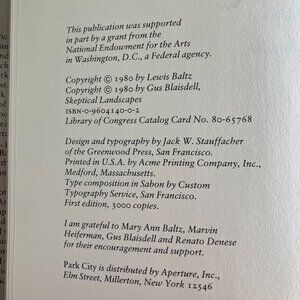 This publication was supported
in part by a grant from the
National Endowment for the Arts
in Washington, D.C., a Federal agency.
Copyright © 1980 by Lewis Baltz
Copyright © 1980 by Gus Blaisdell,
Skeptical Landscapes
ISBN-0-9604140-0-2
Library of Congress Catalog Card No. 80-65768
Design and typography by Jack W. Stauffacher
of the Greenwood Press, San Francisco.
Printed in U.S.A. by Acme Printing Company, Inc.,
Medford, Massachusetts.
Type composition in Sabon by Custom
Typography Service, San Francisco.
First edition, 3000 copies.
I am grateful to Mary Ann Baltz, Marvin
Heiferman, Gus Blaisdell and Renato Denese
for their encouragement and support.
Park City is distributed by Aperture, Inc.,
Elm Street, Millerton, New York 12546